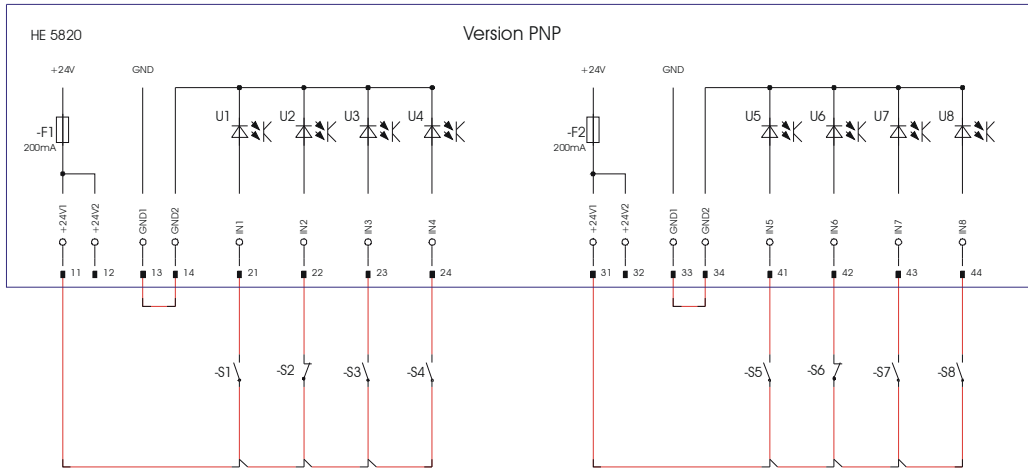 HE 5820
Version PNP
+24V GND +24V GND
U1 U2 U3 U4 U5 U6 U7 U8
-F1 -F2
200mA 200mA
+24V1 +24V2 GND1 GND2 IN1 IN2 IN3 IN4 +24V1 +24V2 GND1 GND2 IN5 IN6 IN7 IN8
11 12 13 14 21 22 23 24 31 32 33 34 41 42 43 44
-S1 -S2 -S3 -S4 -S5 -S6 -S7 -S8